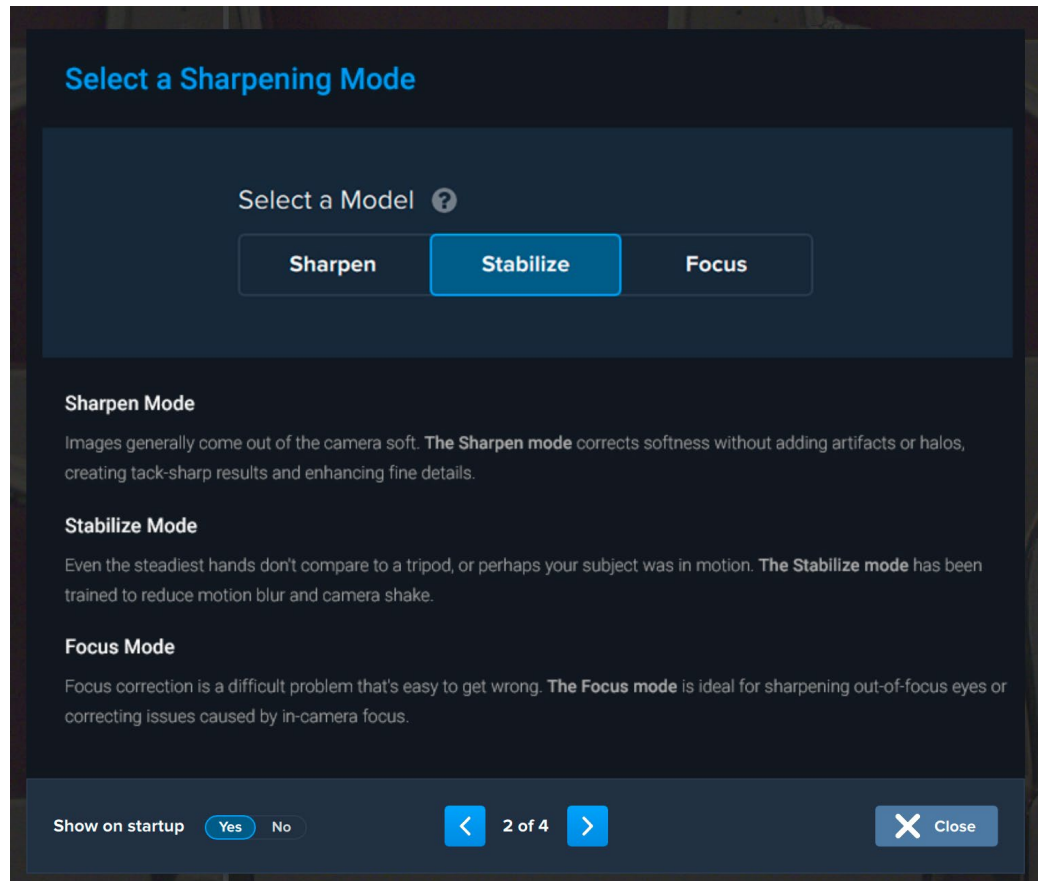 Select a Sharpening Mode
Select a Model ?
Sharpen Stabilize Focus
Sharpen Mode
Images generally come out of the camera soft. The Sharpen mode corrects softness without adding artifacts or halos,
creating tack-sharp results and enhancing fine details.
Stabilize Mode
Even the steadiest hands don't compare to a tripod, or perhaps your subject was in motion. The Stabilize mode has been
trained to reduce motion blur and camera shake.
Focus Mode
Focus correction is a difficult problem that's easy to get wrong. The Focus mode is ideal for sharpening out-of-focus eyes or
correcting issues caused by in-camera focus.
Show on startup Yes No 2 of 4 Close